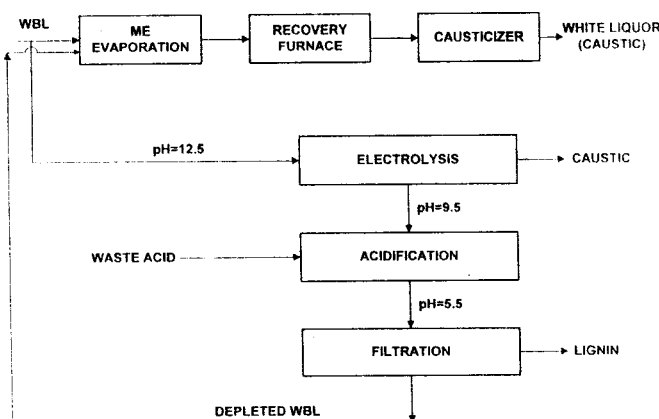 WBL
ME
EVAPORATION
RECOVERY
FURNACE
CAUSTICIZER
WHITE LIQUOR
(CAUSTIC)
pH=12.5
ELECTROLYSIS
CAUSTIC
pH=9.5
WASTE ACID
ACIDIFICATION
pH=5.5
FILTRATION
LIGNIN
DEPLETED WBL